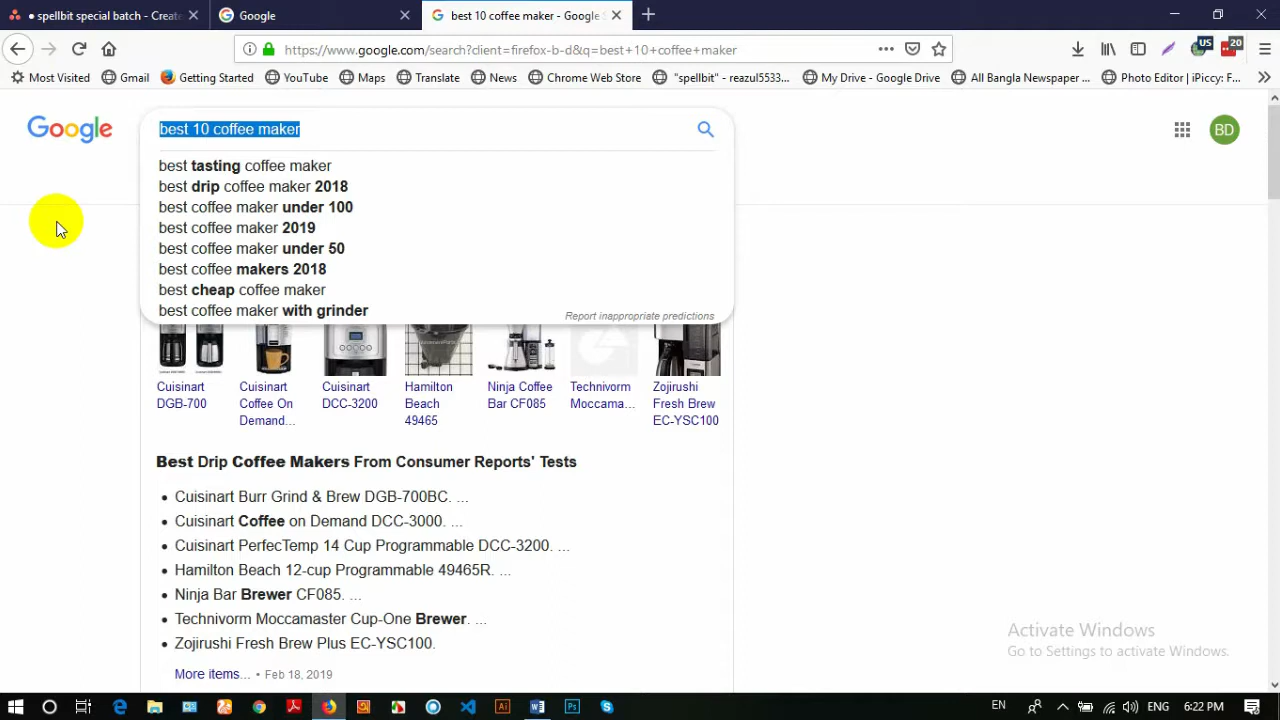 spellbit special batch - Create
Google
best 10 coffee maker - Google S
https://www.google.com/search?client=firefox-b-d&q=best+10+coffee+maker
US
20
Most Visited
Gmail
Getting Started
YouTube
Maps
Translate
News
Chrome Web Store
"spellbit" - reazul5533...
My Drive - Google Drive
All Bangla Newspaper ...
Photo Editor | iPiccy: F...
Google
best 10 coffee maker
BD
best tasting coffee maker
best drip coffee maker 2018
best coffee maker under 100
best coffee maker 2019
best coffee maker under 50
best coffee makers 2018
best cheap coffee maker
best coffee maker with grinder
Report inappropriate predictions
Cuisinart
DGB-700
Cuisinart
Coffee On
Demand...
Cuisinart
DCC-3200
Hamilton
Beach
49465
Ninja Coffee
Bar CF085
Technivorm
Moccama...
Zojirushi
Fresh Brew
EC-YSC100
Best Drip Coffee Makers From Consumer Reports' Tests
Cuisinart Burr Grind & Brew DGB-700BC. ...
Cuisinart Coffee on Demand DCC-3000. ...
Cuisinart PerfecTemp 14 Cup Programmable DCC-3200. ...
Hamilton Beach 12-cup Programmable 49465R. ...
Ninja Bar Brewer CF085. ...
Technivorm Moccamaster Cup-One Brewer. ...
Zojirushi Fresh Brew Plus EC-YSC100.
More items... • Feb 18, 2019
Activate Windows
Go to Settings to activate Windows.
EN
ENG
6:22 PM